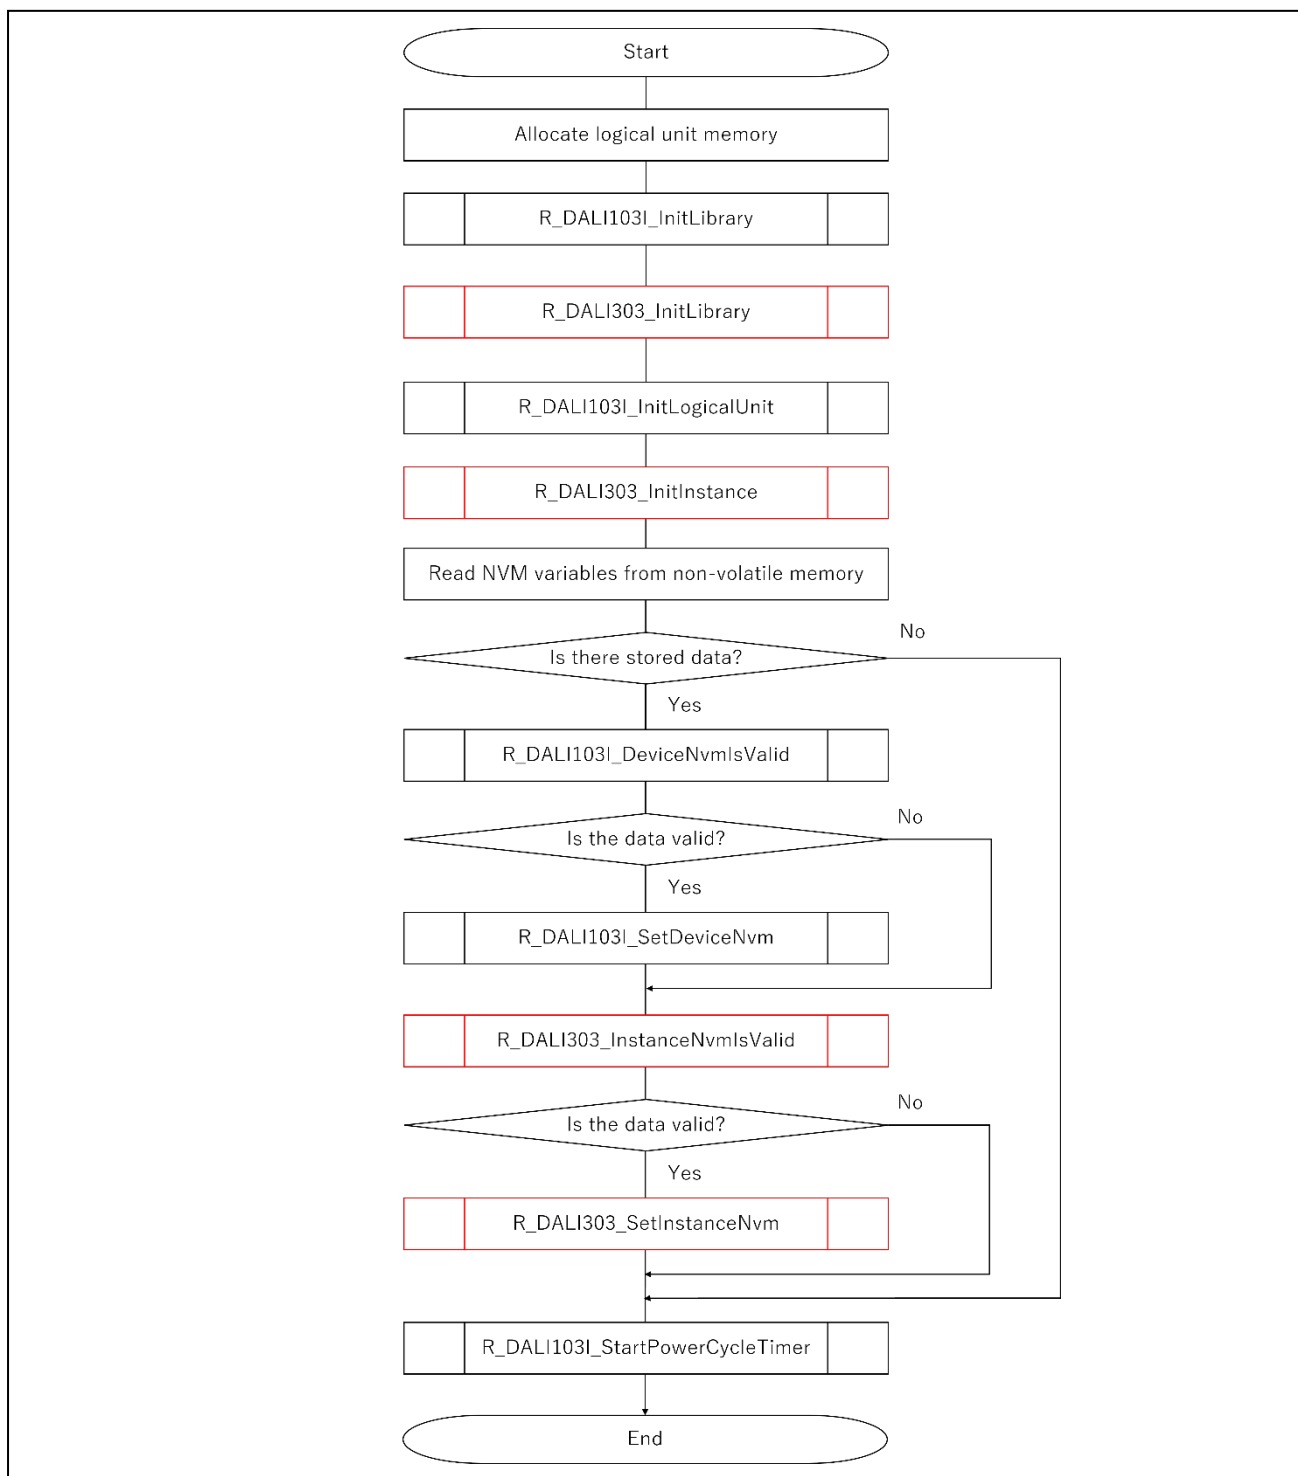 Start
Allocate logical unit memory
R_DALI103I_InitLibrary
R_DALI303_InitLibrary
R_DALI103I_InitLogicalUnit
R_DALI303_InitInstance
Read NVM variables from non-volatile memory
No
Is there stored data?
Yes
R_DALI103I_DeviceNvmIsValid
No
Is the data valid?
Yes
R_DALI103I_SetDeviceNvm
R_DALI303_InstanceNvmIsValid
No
Is the data valid?
Yes
R_DALI303_SetInstanceNvm
R_DALI103I_StartPowerCycleTimer
End